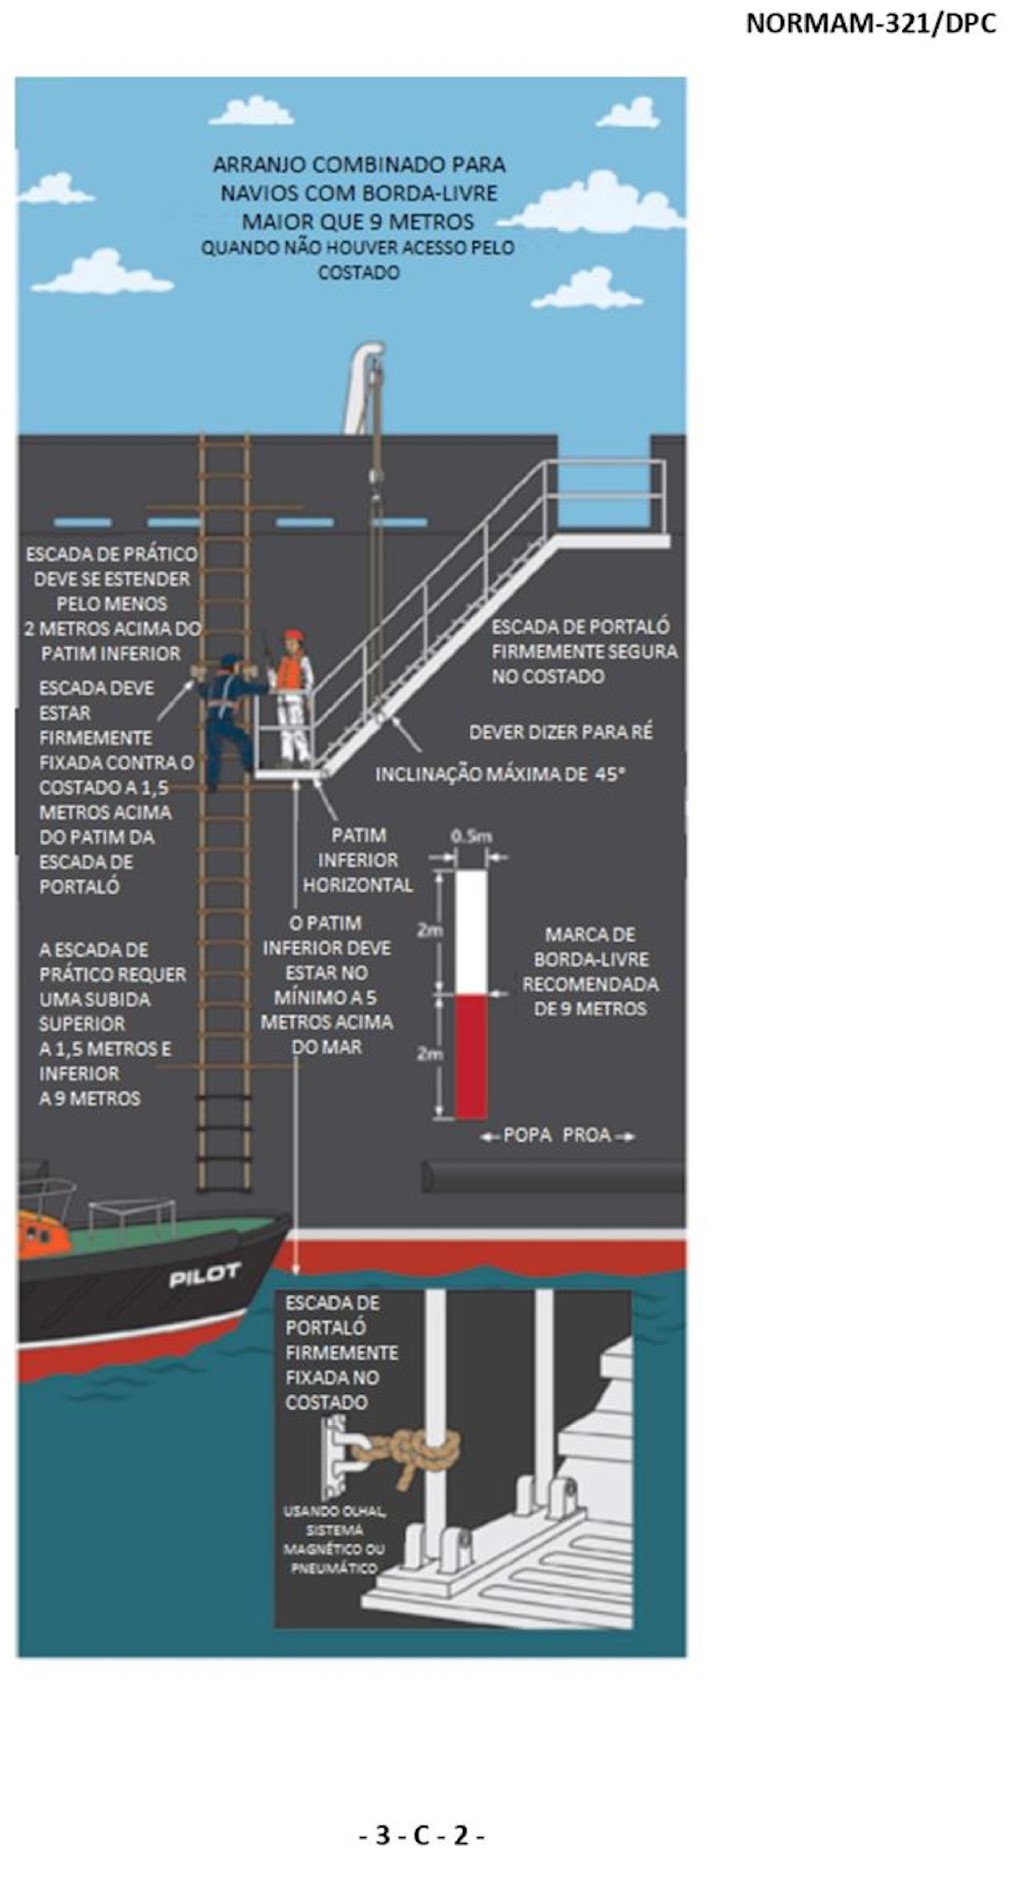 NORMAM-321/DPC
ARRANJO COMBINADO PARA
NAVIOS COM BORDA-LIVRE
MAIOR QUE 9 METROS
QUANDO NÃO HOUVER ACESSO PELO
COSTADO
ESCADA DE PRÁTICO
DEVE SE ESTENDER
PELO MENOS
2 METROS ACIMA DO
PATIM INFERIOR
ESCADA DEVE
ESTAR
FIRMEMENTE
FIXADA CONTRA O
COSTADO A 1,5
METROS ACIMA
DO PATIM DA
ESCADA DE
PORTALÓ
A ESCADA DE
PRÁTICO REQUER
UMA SUBIDA
SUPERIOR
A 1,5 METROS E
INFERIOR
A 9 METROS
ESCADA DE PORTALÓ
FIRMEMENTE SEGURA
NO COSTADO
DEVER DIZER PARA RÉ
INCLINAÇÃO MÁXIMA DE 45°
PATIM
INFERIOR
HORIZONTAL
O PATIM
INFERIOR DEVE
ESTAR NO
MÍNIMO A 5
METROS ACIMA
DO MAR
0.5m
2m
2m
MARCA DE
BORDA-LIVRE
RECOMENDADA
DE 9 METROS
POPA PROA
PILOT
ESCADA DE
PORTALÓ
FIRMEMENTE
FIXADA NO
COSTADO
USANDO OLHAL,
SISTEMA
MAGNÉTICO OU
PNEUMÁTICO
- 3 - C - 2 -